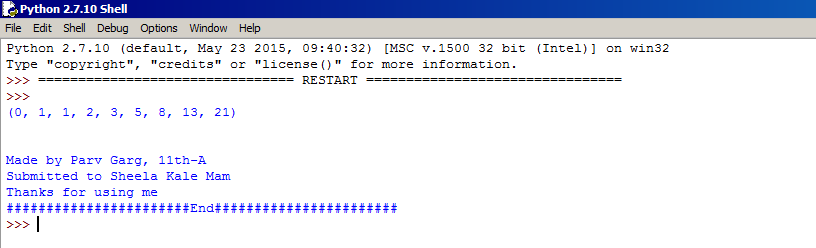 Python 2.7.10 Shell
File Edit Shell Debug Options Window Help
Python 2.7.10 (default, May 23 2015, 09:40:32) [MSC v.1500 32 bit (Intel)] on win32
Type "copyright", "credits" or "license()" for more information.
>>> ================================ RESTART ================================
>>>
(0, 1, 1, 2, 3, 5, 8, 13, 21)
Made by Parv Garg, 11th-A
Submitted to Sheela Kale Mam
Thanks for using me
#######################End#######################
>>>